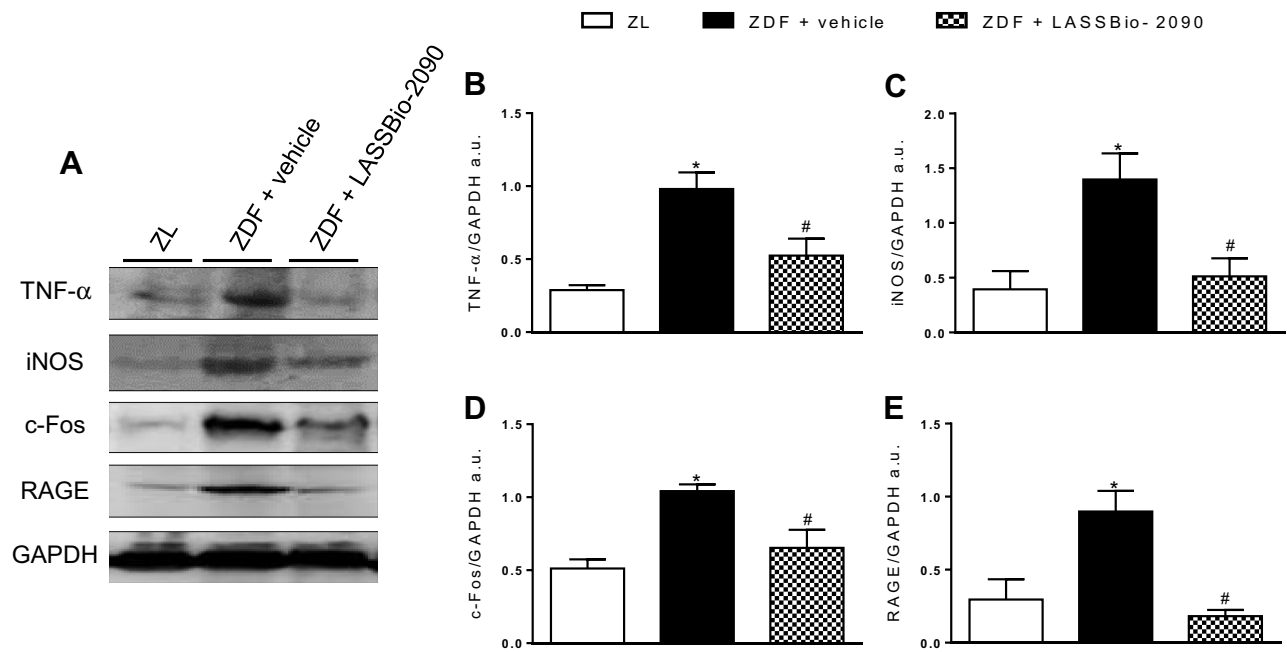 ZL ZDF + vehicle ZDF + LASSBio-2090
A
ZL
ZDF + vehicle
ZDF + LASSBio-2090
TNF-α
iNOS
c-Fos
RAGE
GAPDH
B
TNF-α/GAPDH a.u.
1.5
1.0
0.5
0.0
*
#
C
iNOS/GAPDH a.u.
2.0
1.5
1.0
0.5
0.0
*
#
D
c-Fos/GAPDH a.u.
1.5
1.0
0.5
0.0
*
#
E
RAGE/GAPDH a.u.
1.5
1.0
0.5
0.0
*
#